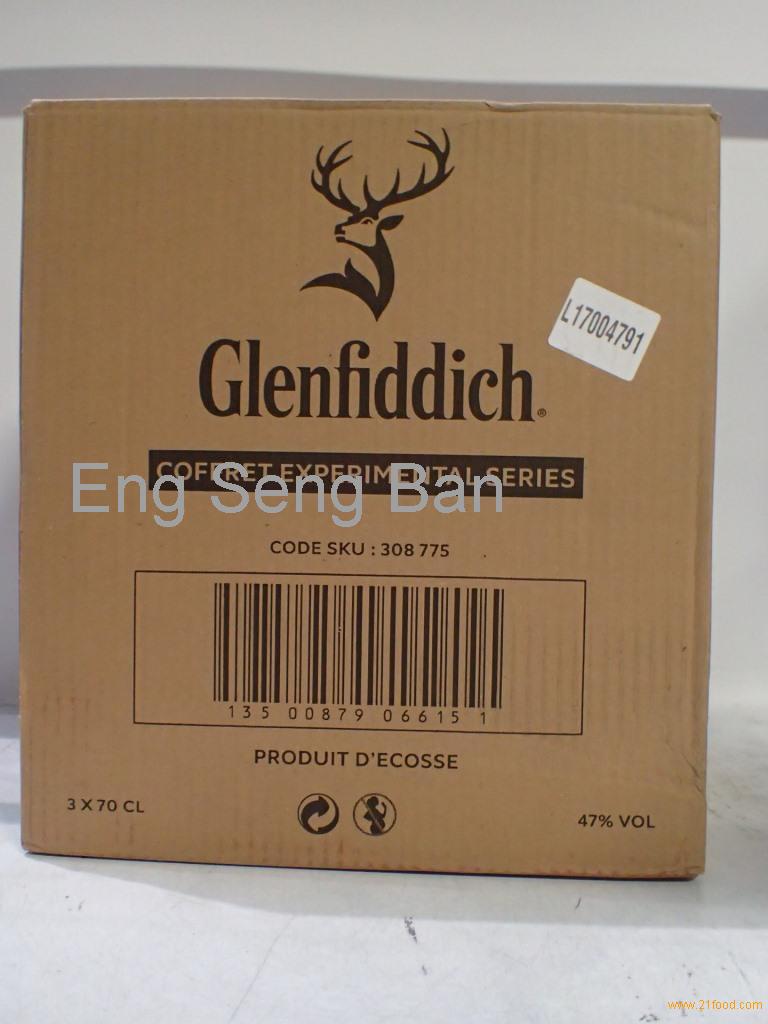 L17004791
Glenfiddich®
COFFRET EXPERIMENTAL SERIES
Eng Seng Ban
CODE SKU : 308 775
135 00879 06615 1
PRODUIT D'ECOSSE
3 X 70 CL
47% VOL
www.21food.com